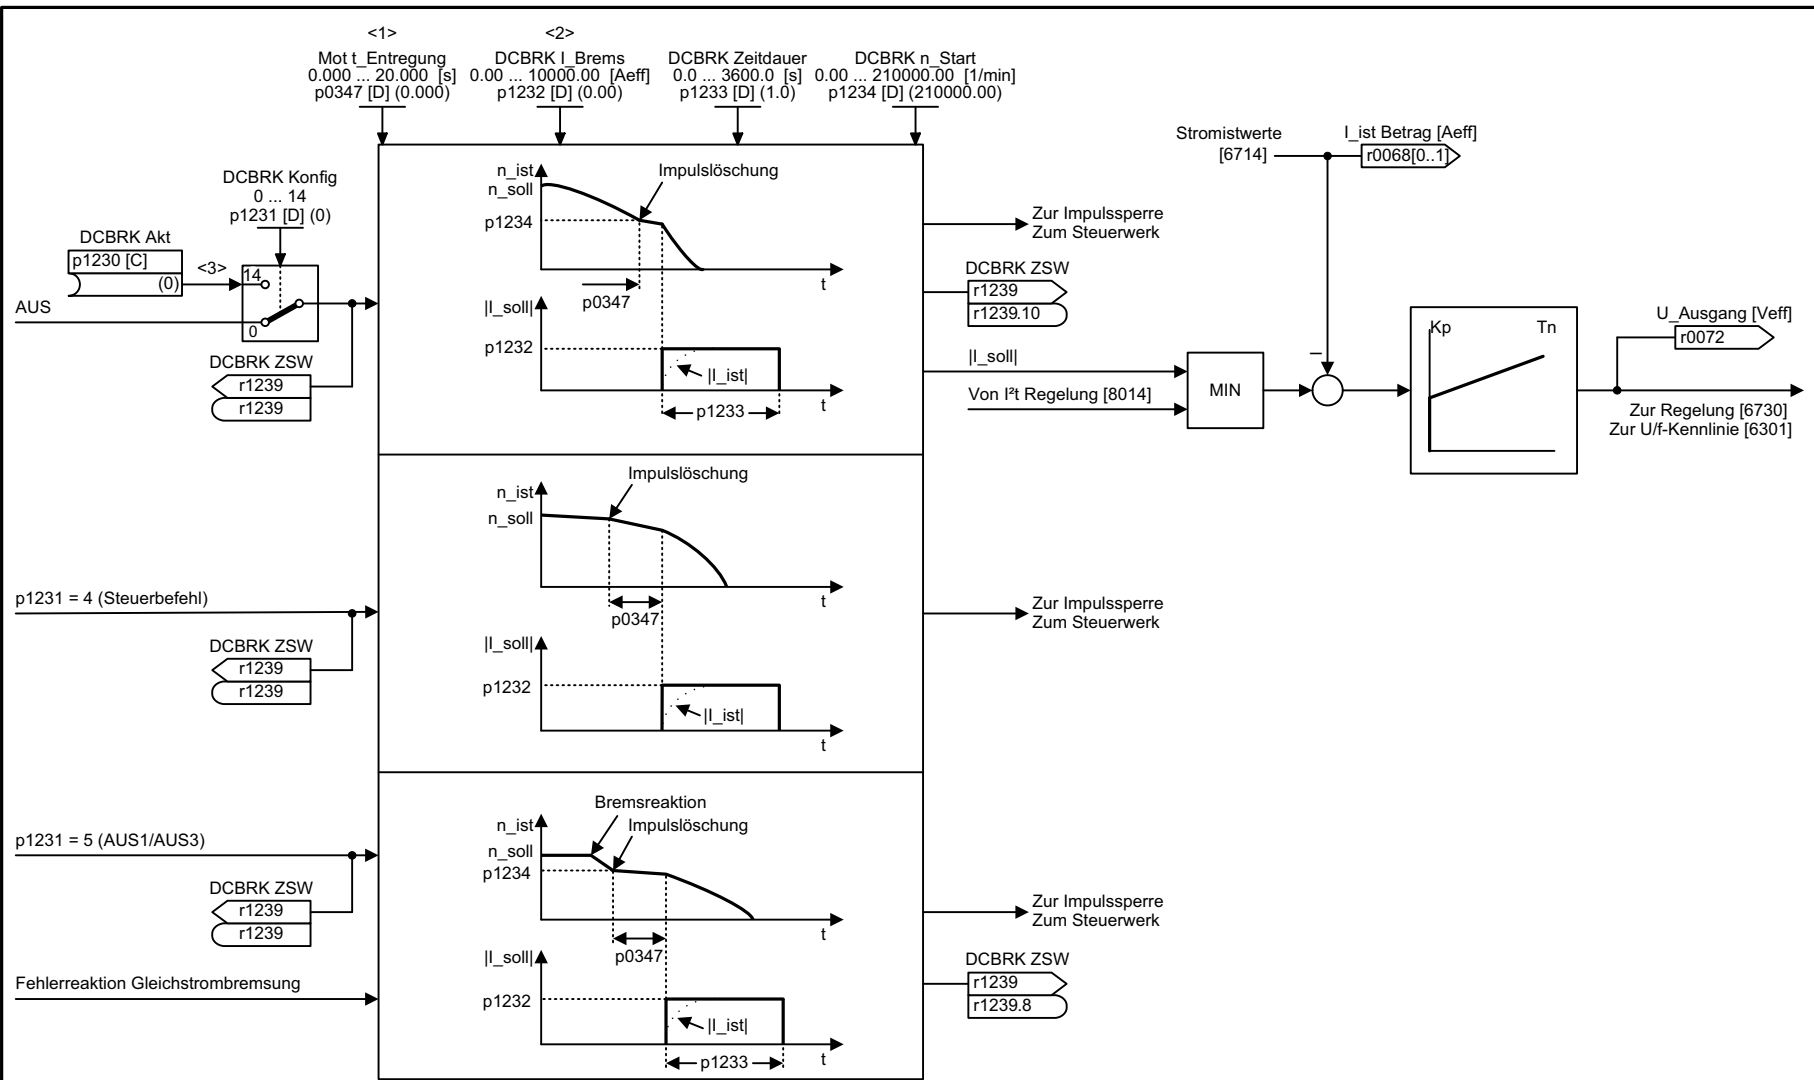 <1>
Mot t_Entregung
0.000 ... 20.000 [s]
p0347 [D] (0.000)
<2>
DCBRK I_Brems
0.00 ... 10000.00 [Aeff]
p1232 [D] (0.00)
DCBRK Zeitdauer
0.0 ... 3600.0 [s]
p1233 [D] (1.0)
DCBRK n_Start
0.00 ... 210000.00 [1/min]
p1234 [D] (210000.00)
Stromistwerte
[6714]
I_ist Betrag [Aeff]
r0068[0..1]
DCBRK Konfig
0 ... 14
p1231 [D] (0)
DCBRK Akt
p1230 [C]
(0)
<3>
14
0
AUS
DCBRK ZSW
r1239
r1239
n_ist
n_soll
p1234
Impulslöschung
t
p0347
|I_soll|
p1232
|I_ist|
t
p1233
Zur Impulssperre
Zum Steuerwerk
DCBRK ZSW
r1239
r1239.10
|I_soll|
Von I²t Regelung [8014]
MIN
–
Kp
Tn
U_Ausgang [Veff]
r0072
Zur Regelung [6730]
Zur U/f-Kennlinie [6301]
p1231 = 4 (Steuerbefehl)
DCBRK ZSW
r1239
r1239
Impulslöschung
n_ist
n_soll
t
p0347
|I_soll|
p1232
|I_ist|
t
Zur Impulssperre
Zum Steuerwerk
p1231 = 5 (AUS1/AUS3)
DCBRK ZSW
r1239
r1239
Fehlerreaktion Gleichstrombremsung
Bremsreaktion
Impulslöschung
n_ist
n_soll
p1234
t
p0347
|I_soll|
p1232
|I_ist|
t
p1233
Zur Impulssperre
Zum Steuerwerk
DCBRK ZSW
r1239
r1239.8